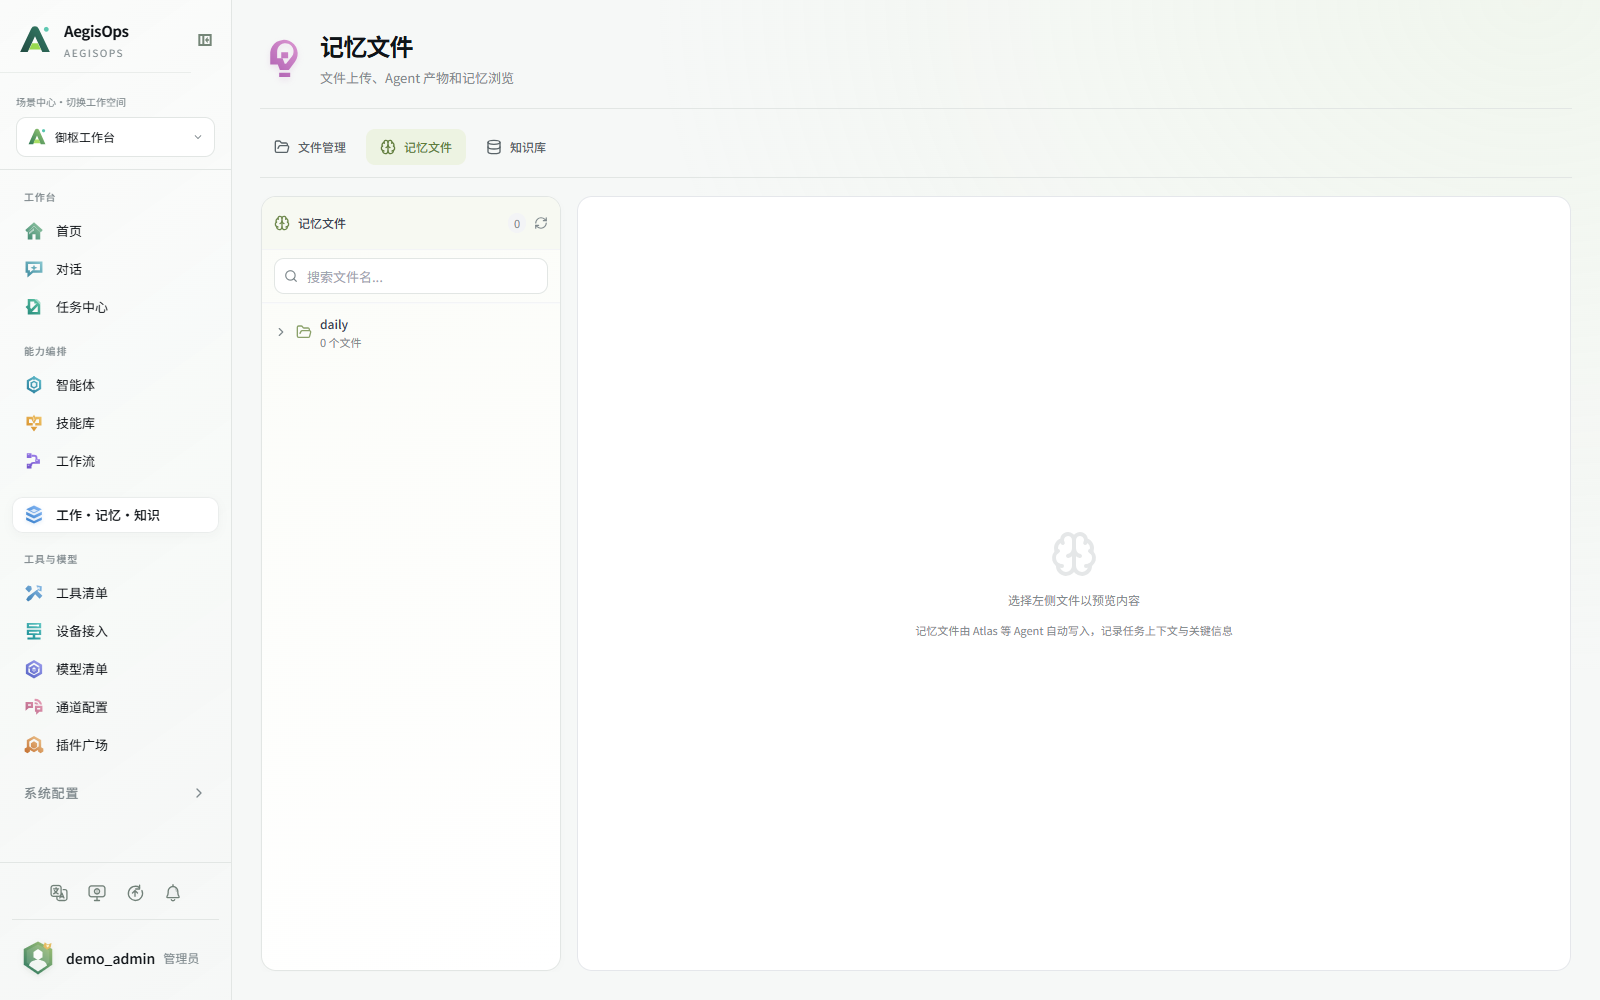 AegisOps
AEGISOPS
场景中心・切换工作空间
御枢工作台
工作台
首页
对话
任务中心
能力编排
智能体
技能库
工作流
工作・记忆・知识
工具与模型
工具清单
设备接入
模型清单
通道配置
插件广场
系统配置
demo_admin 管理员
记忆文件
文件上传、Agent 产物和记忆浏览
文件管理 记忆文件 知识库
记忆文件 0
搜索文件名...
daily
0 个文件
选择左侧文件以预览内容
记忆文件由 Atlas 等 Agent 自动写入，记录任务上下文与关键信息